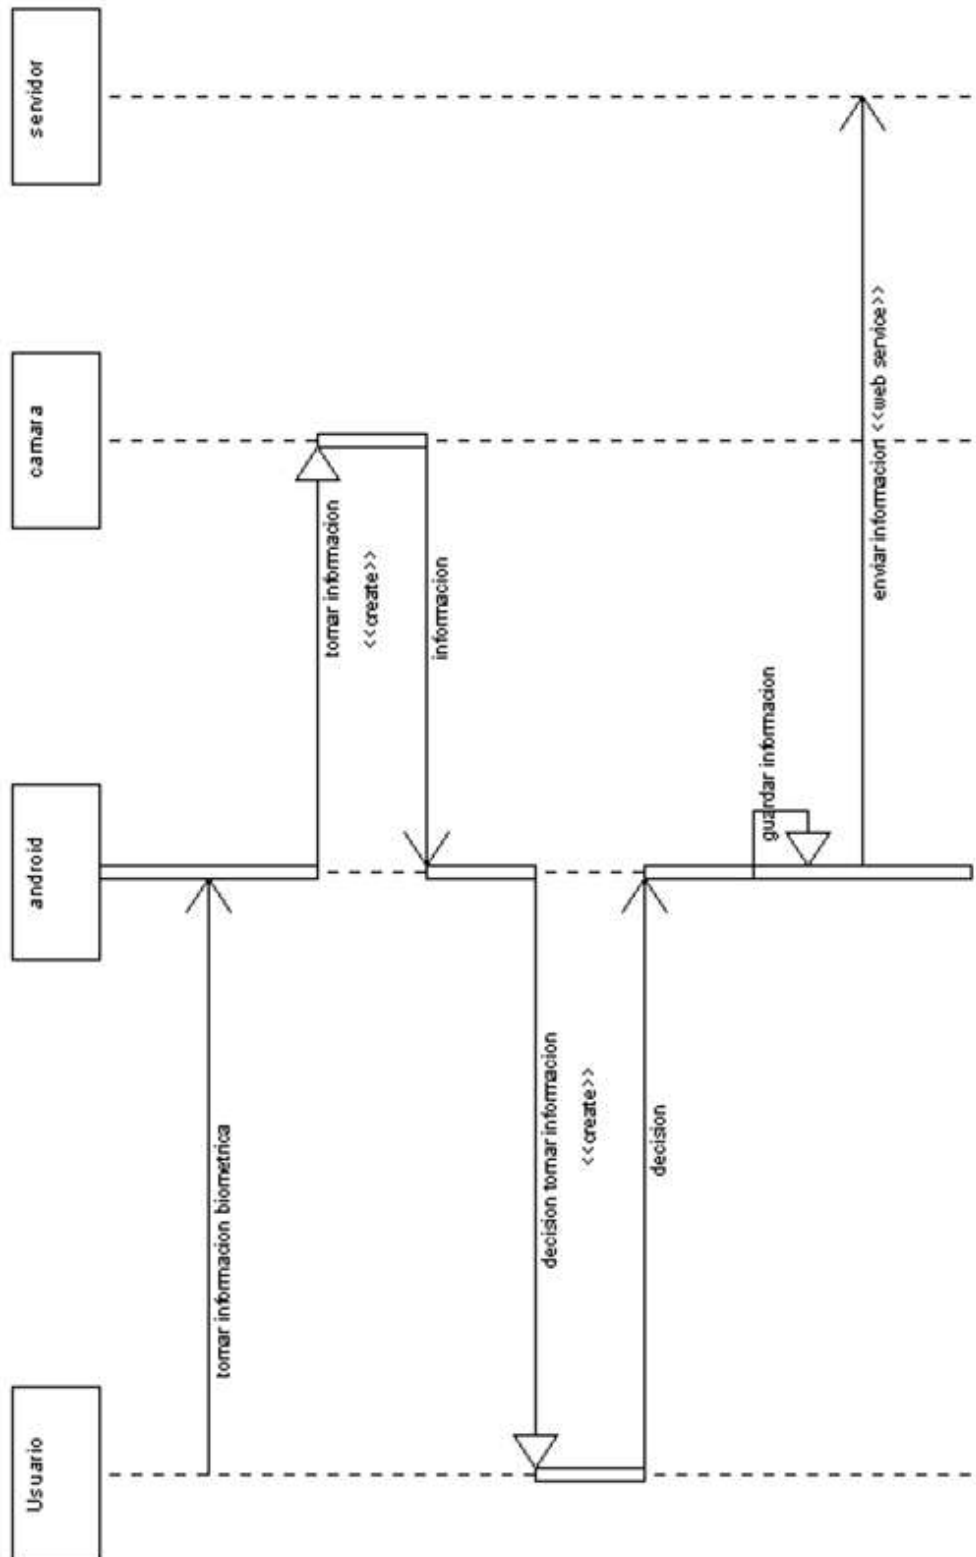 Usuario
android
camara
servidor
tomar informacion biometrica
tomar informacion
<<create>>
informacion
decision tomar informacion
<<create>>
decision
guardar informacion
enviar informacion <<web service>>